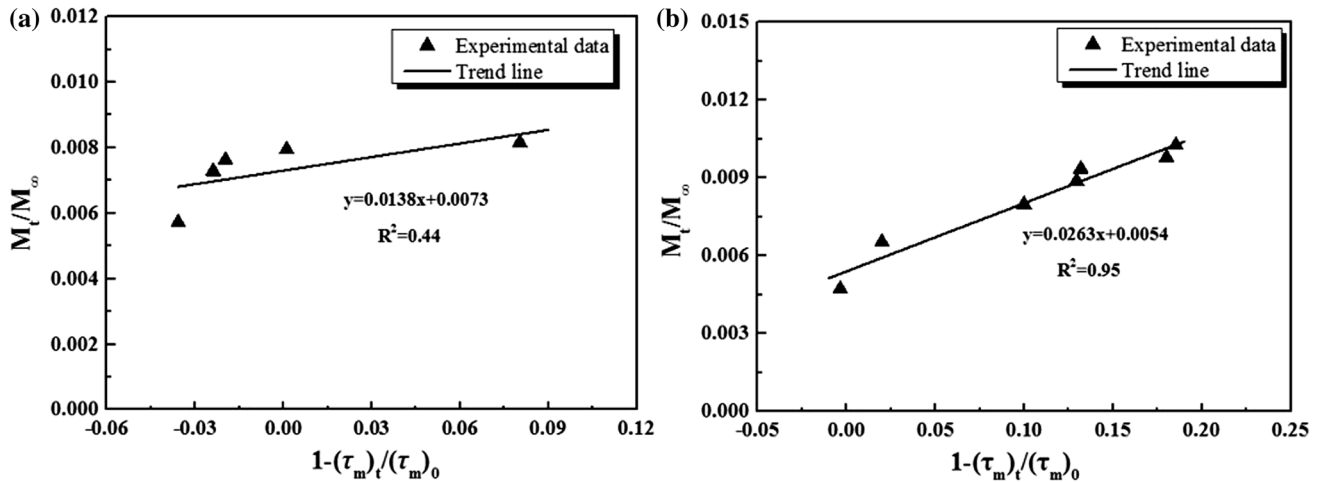 (a)
0.012
0.010
0.008
0.006
0.004
0.002
0.000
Mt/M∞
Experimental data
Trend line
y=0.0138x+0.0073
R²=0.44
-0.06 -0.03 0.00 0.03 0.06 0.09 0.12
1-(τm)t/(τm)0
(b)
0.015
0.012
0.009
0.006
0.003
0.000
Mt/M∞
Experimental data
Trend line
y=0.0263x+0.0054
R²=0.95
-0.05 0.00 0.05 0.10 0.15 0.20 0.25
1-(τm)t/(τm)0